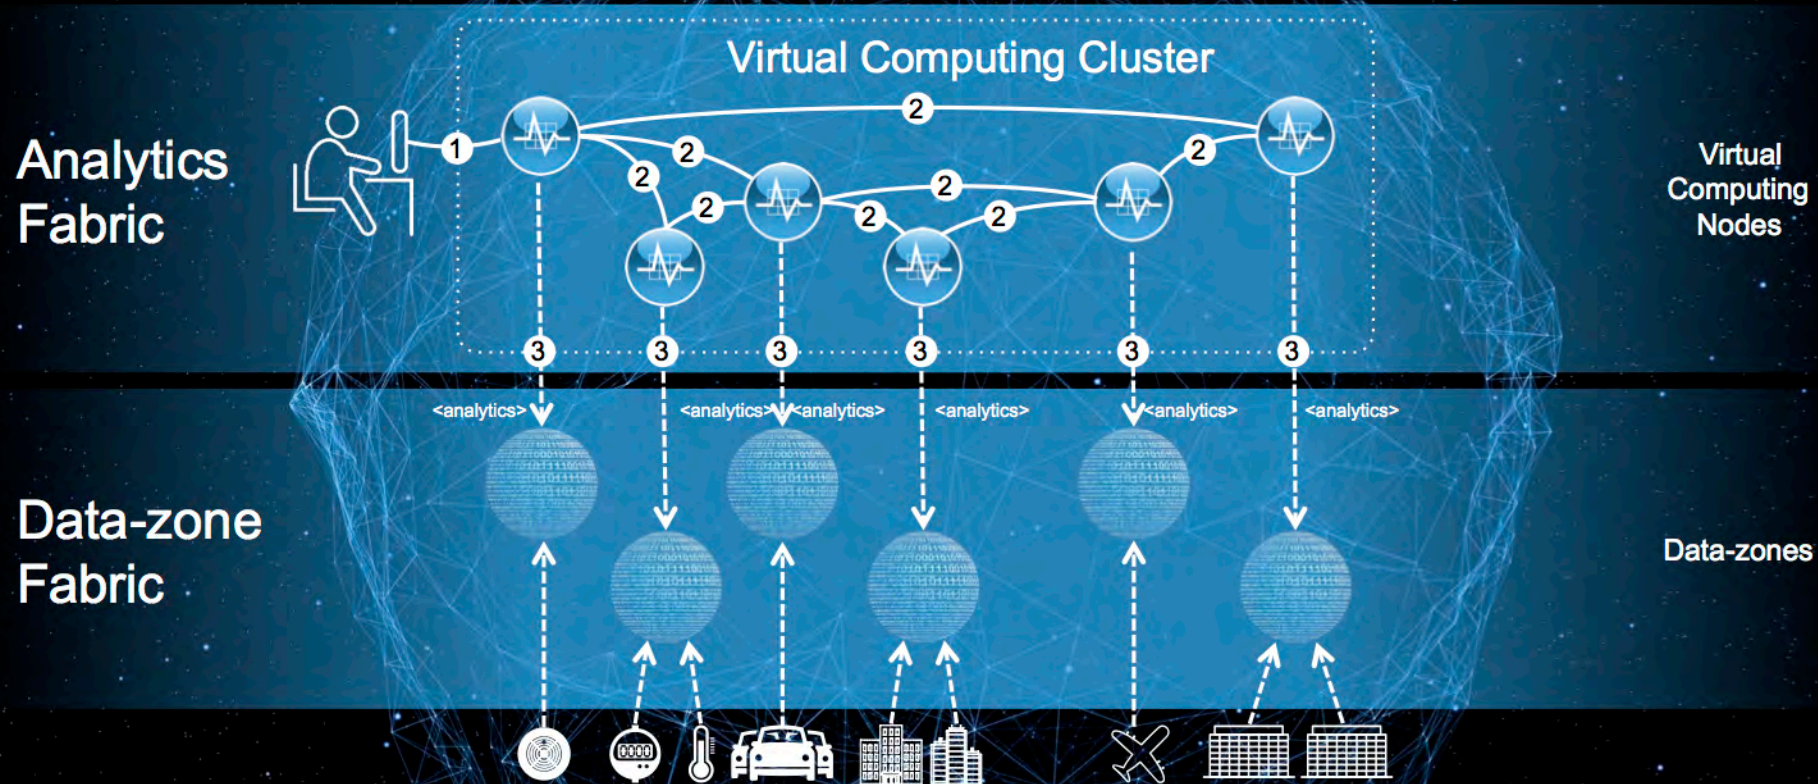 Virtual Computing Cluster
Analytics
Fabric
Virtual
Computing
Nodes
1
2
2
2
2
2
2
2
2
3
3
3
3
3
3
<analytics>
<analytics>
<analytics>
<analytics>
<analytics>
<analytics>
Data-zone
Fabric
Data-zones
0000